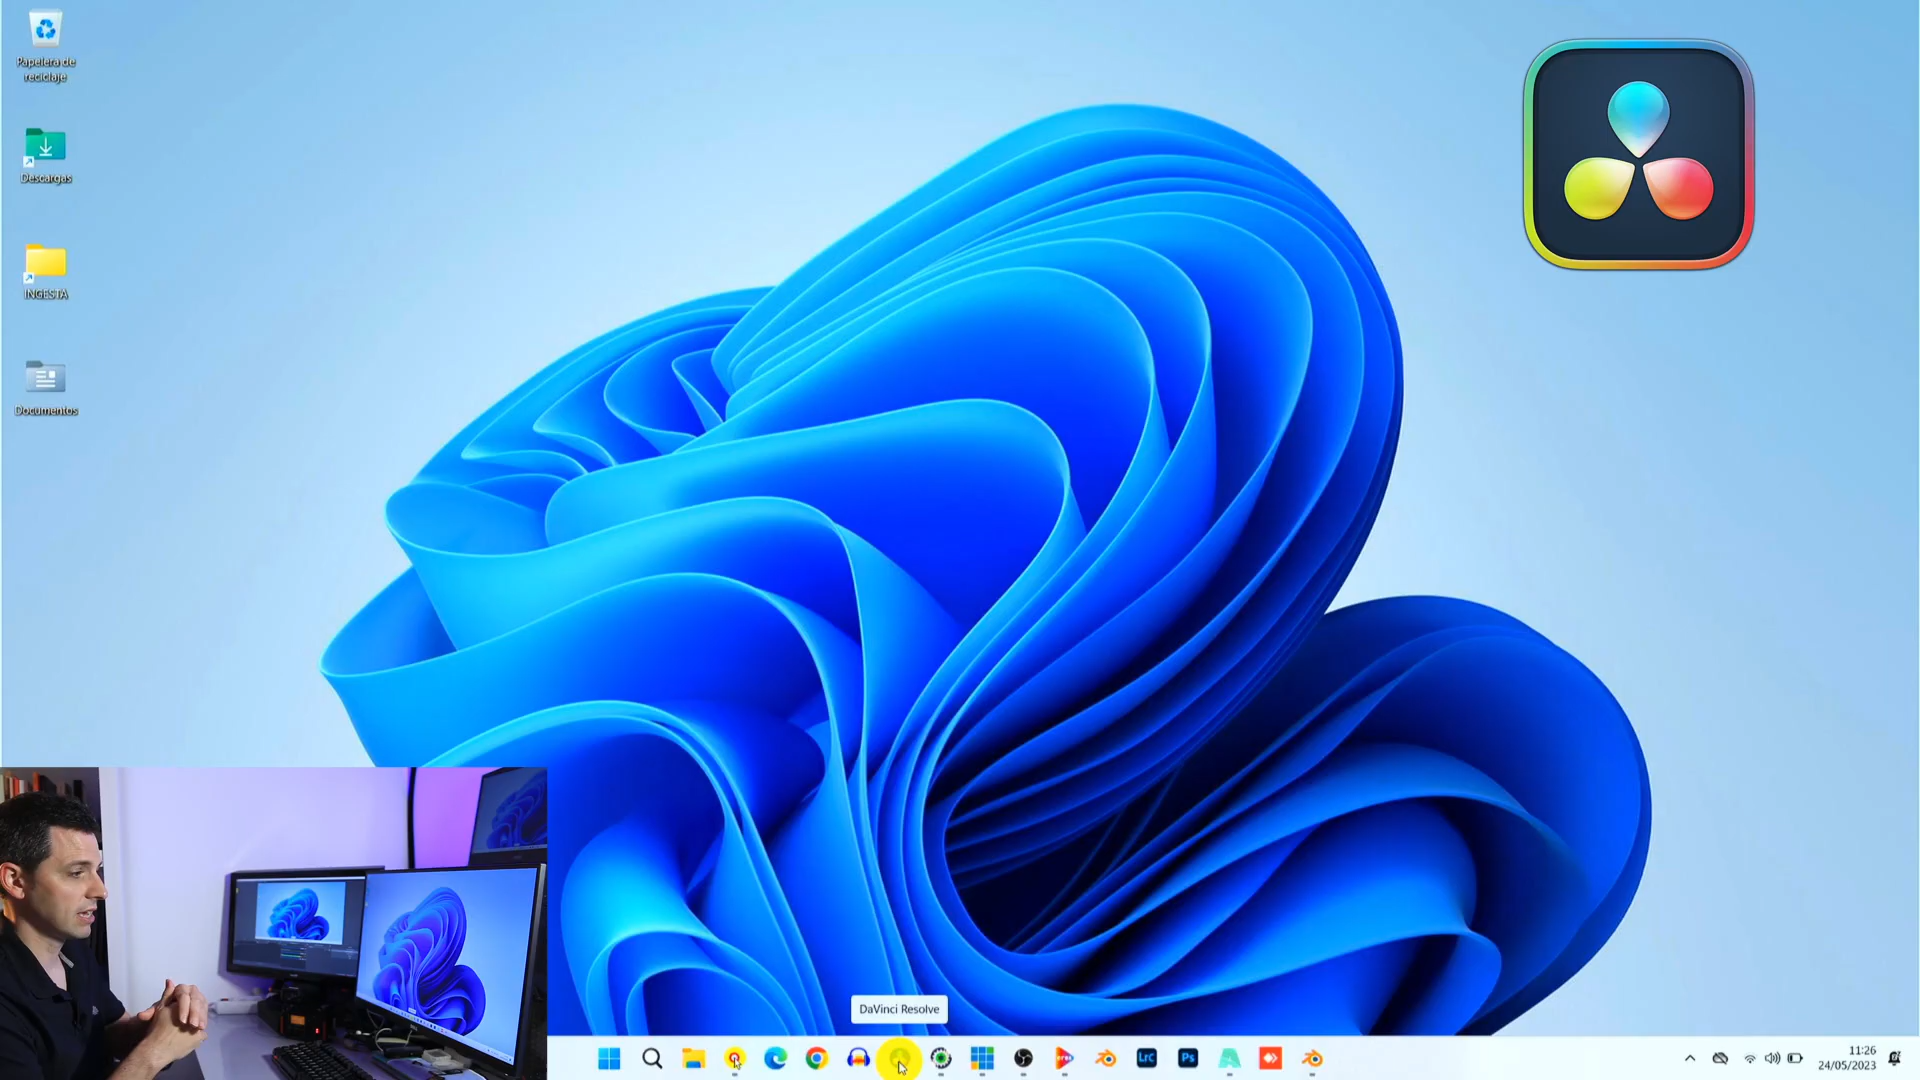 Papelera de
reciclaje
Descargas
INGESTA
Documentos
DaVinci Resolve
Lrc
Ps
11:26
24/05/2023